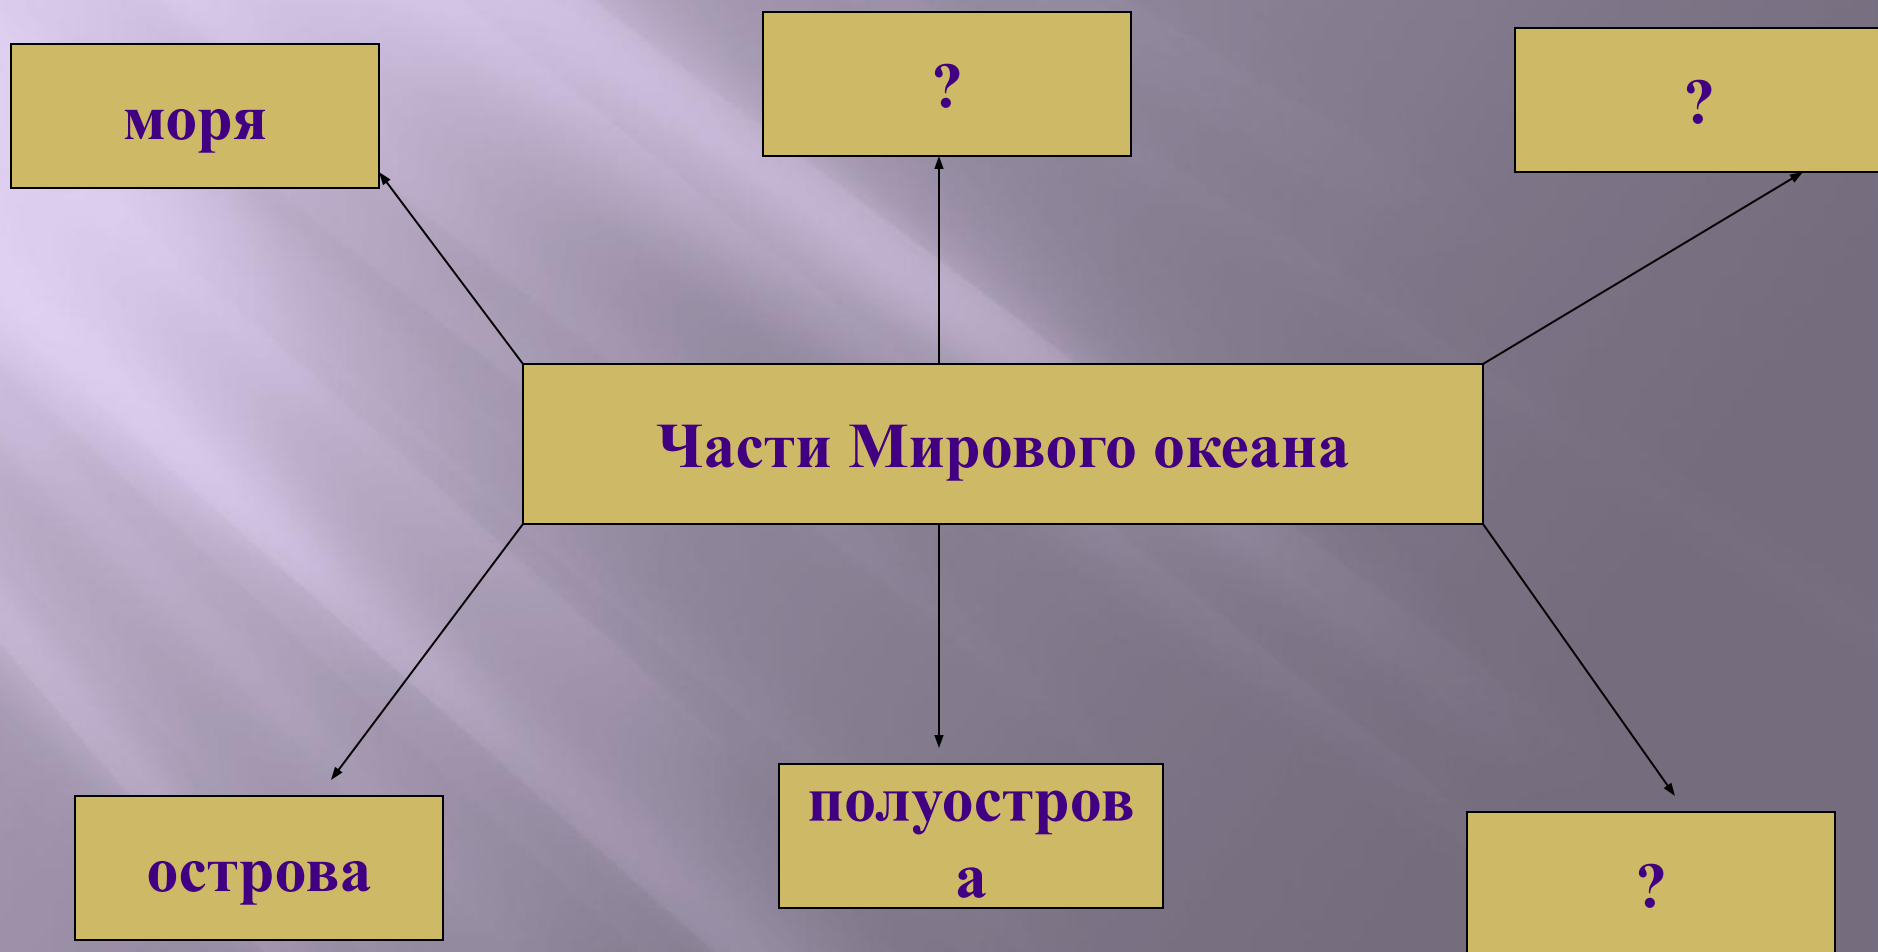 моря
?
?
Части Мирового океана
острова
полуостров
а
?